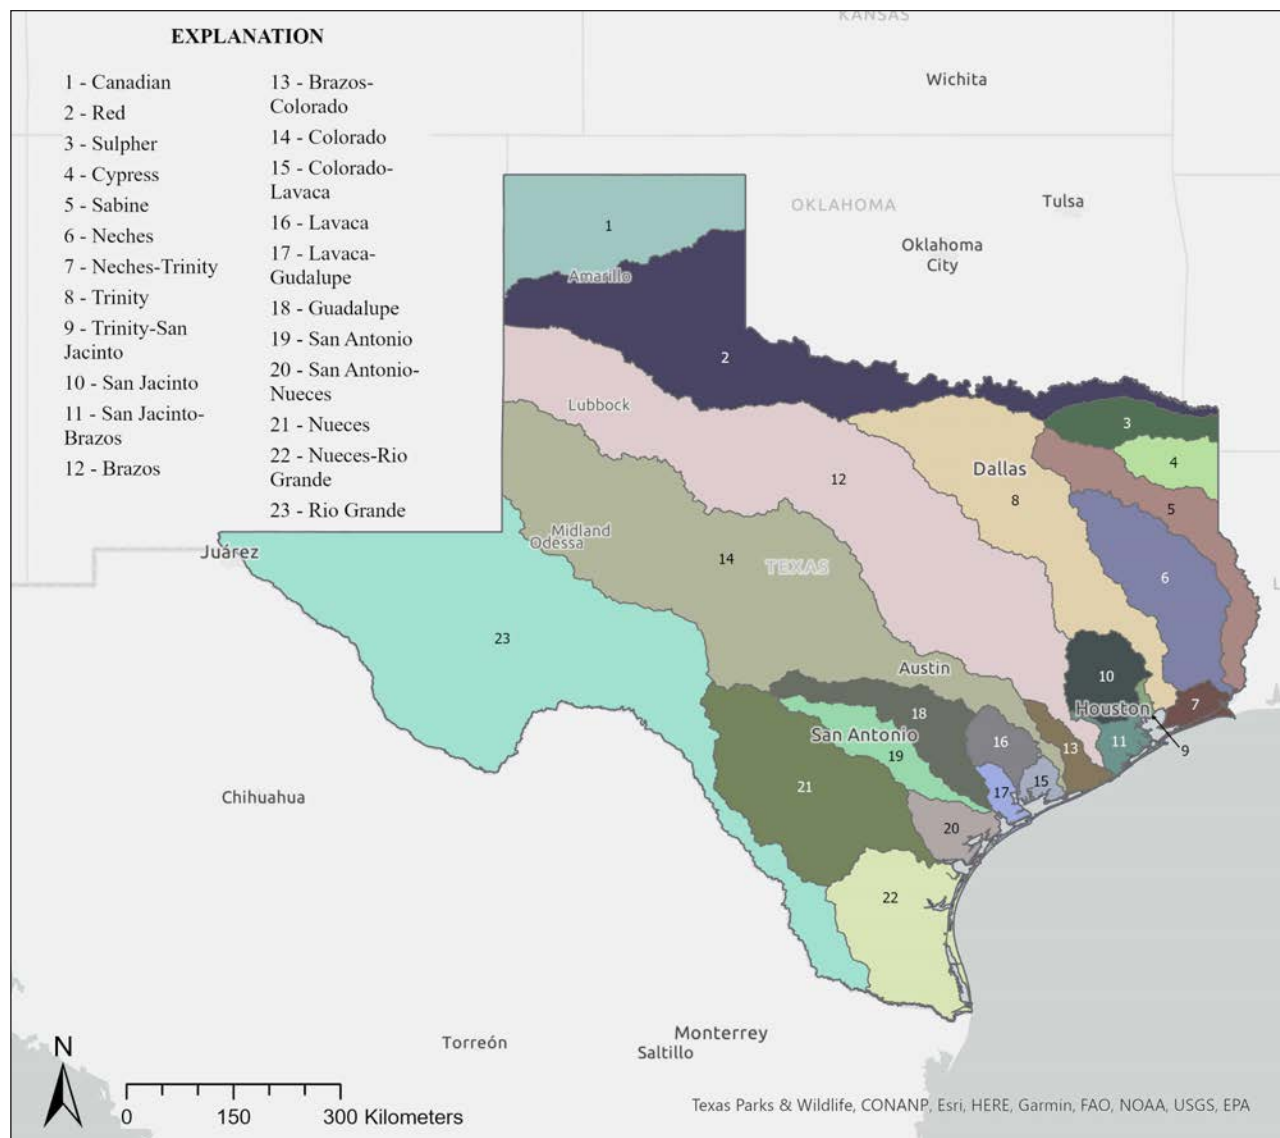 EXPLANATION
1 - Canadian
2 - Red
3 - Sulpher
4 - Cypress
5 - Sabine
6 - Neches
7 - Neches-Trinity
8 - Trinity
9 - Trinity-San
Jacinto
10 - San Jacinto
11 - San Jacinto-
Brazos
12 - Brazos
13 - Brazos-
Colorado
14 - Colorado
15 - Colorado-
Lavaca
16 - Lavaca
17 - Lavaca-
Gudalupe
18 - Guadalupe
19 - San Antonio
20 - San Antonio-
Nueces
21 - Nueces
22 - Nueces-Rio
Grande
23 - Rio Grande
KANSAS
Wichita
OKLAHOMA
Tulsa
Oklahoma
City
1
Amarillo
2
Lubbock
3
4
Dallas
12
8
5
Midland
Odessa
Juárez
14
TEXAS
6
23
Austin
10
Houston
7
18
San Antonio
16
13
11
9
19
15
17
21
20
22
Chihuahua
Torreón
Monterrey
Saltillo
N
0 150 300 Kilometers
Texas Parks & Wildlife, CONANP, Esri, HERE, Garmin, FAO, NOAA, USGS, EPA